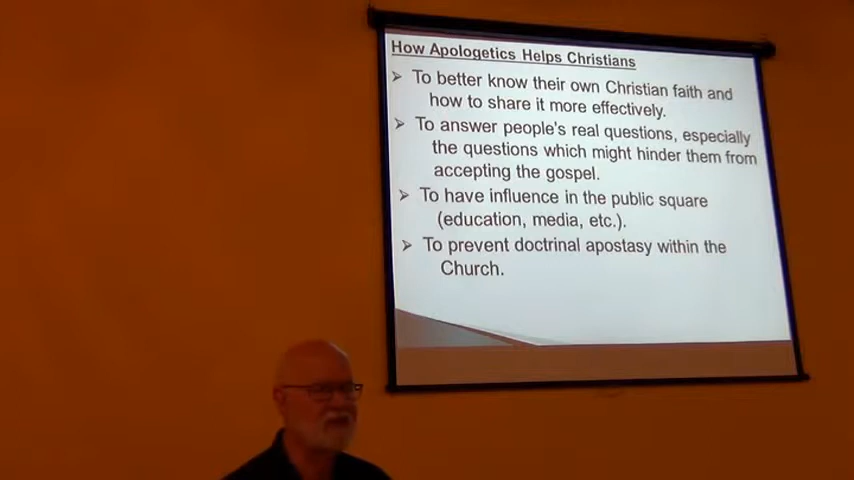 How Apologetics Helps Christians
➢ To better know their own Christian faith and
how to share it more effectively.
➢ To answer people's real questions, especially
the questions which might hinder them from
accepting the gospel.
➢ To have influence in the public square
(education, media, etc.).
➢ To prevent doctrinal apostasy within the
Church.